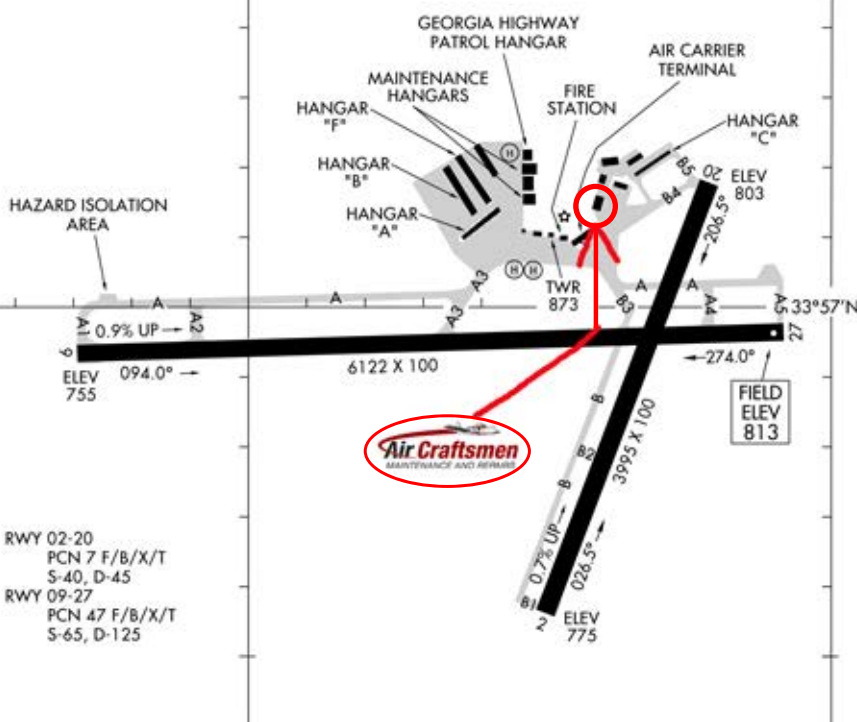 GEORGIA HIGHWAY
PATROL HANGAR
AIR CARRIER
TERMINAL
MAINTENANCE
HANGARS
FIRE
STATION
HANGAR
"F"
HANGAR
"C"
HANGAR
"B"
HANGAR
"A"
HAZARD ISOLATION
AREA
H
B5
20
ELEV
803
B4
206.5°
H H
TWR
873
A3
A3
B3
A
A
A
A
A4
A5
33°57'N
A1
0.9% UP
A2
9
ELEV
755
094.0°
6122 X 100
274.0°
27
FIELD
ELEV
813
Air Craftsmen
MAINTENANCE AND REPAIRS
B
B2
B
3995 X 100
0.7% UP
026.5°
B1
2
ELEV
775
RWY 02-20
PCN 7 F/B/X/T
S-40, D-45
RWY 09-27
PCN 47 F/B/X/T
S-65, D-125